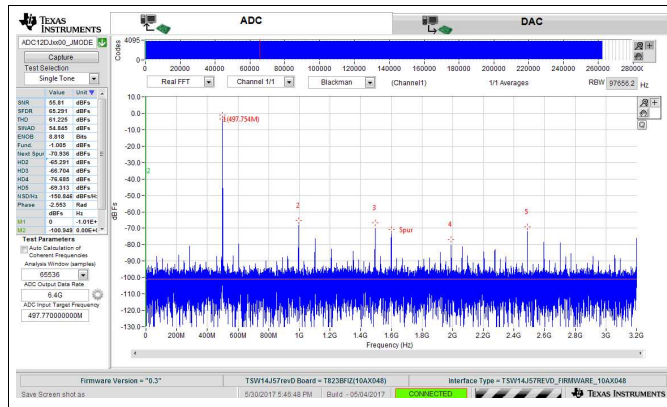 TEXAS INSTRUMENTS
ADC
DAC
ADC12DJxx00_JMODE
Capture
Test Selection
Single Tone
Codes
4095
0
0 20000 40000 60000 80000 100000 120000 140000 160000 180000 200000 220000 240000 260000 280000
Real FFT
Channel 1/1
Blackman
(Channel1)
1/1 Averages
RBW 97656.2 Hz
Value Unit
SNR 55.81 dBFs
SFDR 65.291 dBFs
THD 61.225 dBFs
SINAD 54.845 dBFs
ENOB 8.818 Bits
Fund. -1.005 dBFs
Next Spur -70.936 dBFs
HD2 -65.291 dBFs
HD3 -66.704 dBFs
HD4 -76.685 dBFs
HD5 -69.313 dBFs
NSD/Hz -150.846 dBFs/Hz
Phase -2.553 Rad
dBFs Hz
M1 0 -1.01E+
M2 -100.949 0.00E+
Test Parameters
Auto Calculation of
Coherent Frequencies
Analysis Window (samples)
65536
ADC Output Data Rate
6.4G
ADC Input Target Frequency
497.770000000M
dBFs
10.0
0.0
-10.0
-20.0
-30.0
-40.0
-50.0
-60.0
-70.0
-80.0
-90.0
-100.0
-110.0
-120.0
-130.0
1(497.754M)
2
2
3
Spur
4
5
0 200M 400M 600M 800M 1G 1.2G 1.4G 1.6G 1.8G 2G 2.2G 2.4G 2.6G 2.8G 3G 3.2G
Frequency (Hz)
Firmware Version = "0.3"
TSW14J57revD Board = T823BFIZ(10AX048)
Interface Type = TSW14J57REVD_FIRMWARE_10AX048
Save Screen shot as
5/30/2017 5:46:48 PM
Build - 05/04/2017
CONNECTED
TEXAS INSTRUMENTS